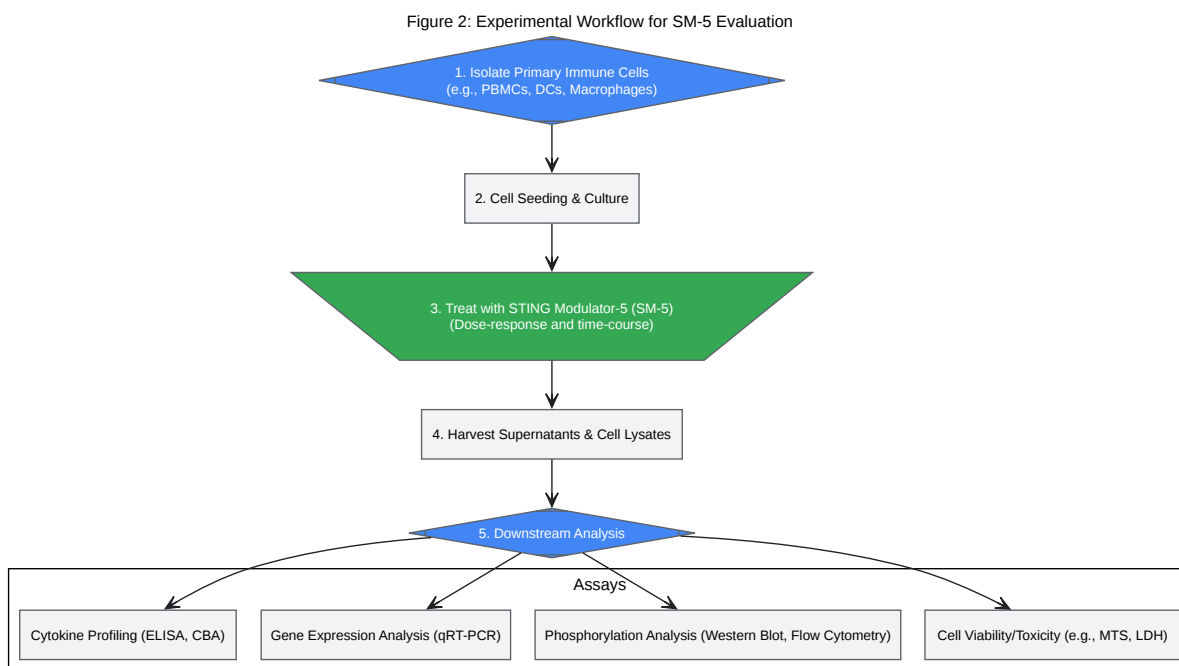 Figure 2: Experimental Workflow for SM-5 Evaluation
1. Isolate Primary Immune Cells
(e.g., PBMCs, DCs, Macrophages)
2. Cell Seeding & Culture
3. Treat with STING Modulator-5 (SM-5)
(Dose-response and time-course)
4. Harvest Supernatants & Cell Lysates
5. Downstream Analysis
Assays
Cytokine Profiling (ELISA, CBA)
Gene Expression Analysis (qRT-PCR)
Phosphorylation Analysis (Western Blot, Flow Cytometry)
Cell Viability/Toxicity (e.g., MTS, LDH)